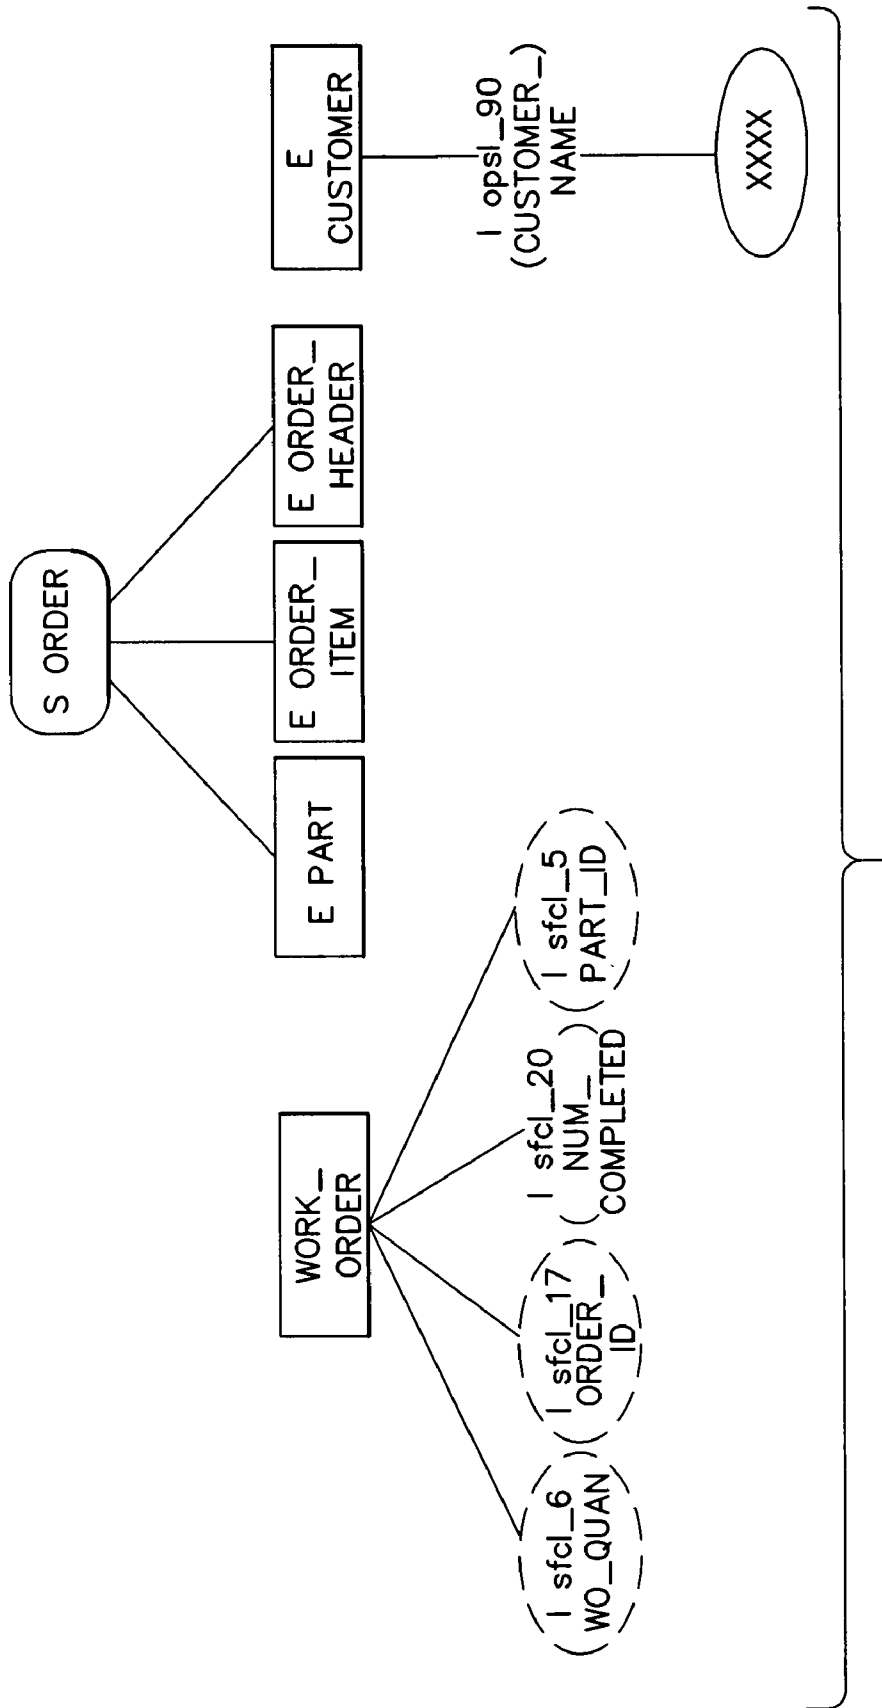 S ORDER
WORK_
ORDER
E PART
E ORDER_
ITEM
E ORDER_
HEADER
E
CUSTOMER
I sfcl_6
WO_QUAN
I sfcl_17
ORDER_
ID
I sfcl_20
NUM_
COMPLETED
I sfcl_5
PART_ID
I opsl_90
(CUSTOMER_)
NAME
XXXX